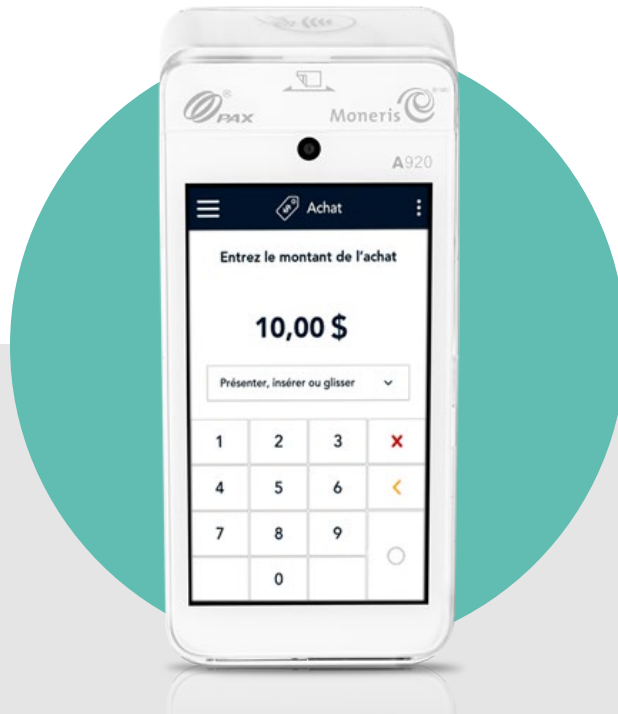 PAX
Moneris
A920
Achat
Entrez le montant de l'achat
10,00 $
Présenter, insérer ou glisser
1 2 3
4 5 6
7 8 9
0